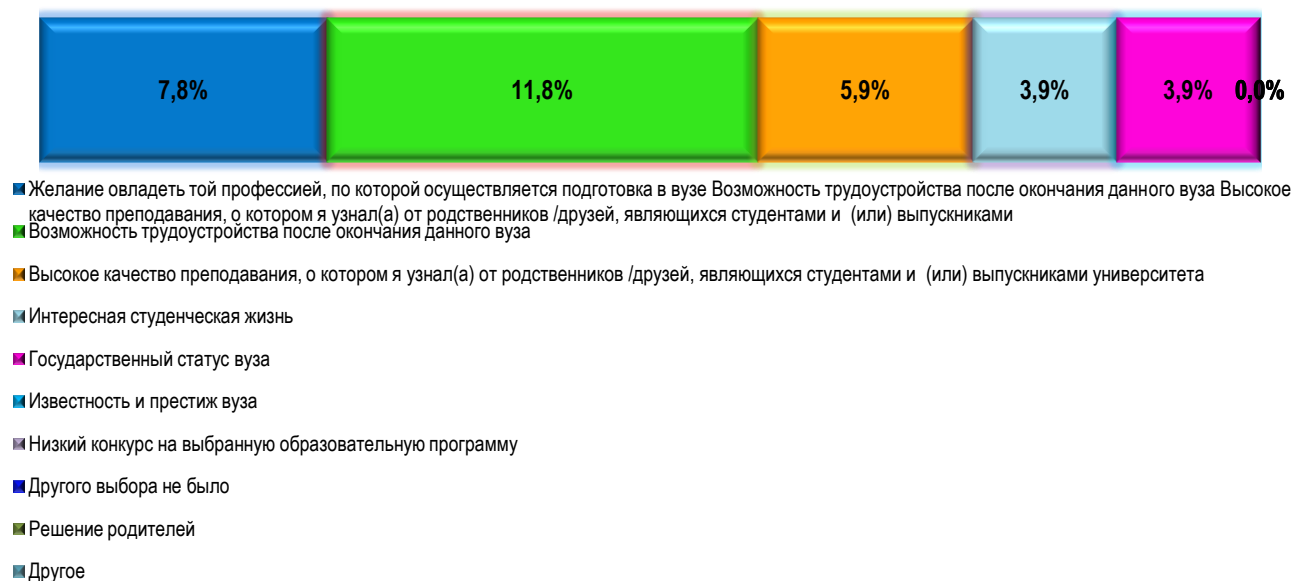 7,8% 11,8% 5,9% 3,9% 3,9% 0,0%
Желание овладеть той профессией, по которой осуществляется подготовка в вузе Возможность трудоустройства после окончания данного вуза Высокое
качество преподавания, о котором я узнал(а) от родственников /друзей, являющихся студентами и (или) выпускниками
Возможность трудоустройства после окончания данного вуза
Высокое качество преподавания, о котором я узнал(а) от родственников /друзей, являющихся студентами и (или) выпускниками университета
Интересная студенческая жизнь
Государственный статус вуза
Известность и престиж вуза
Низкий конкурс на выбранную образовательную программу
Другого выбора не было
Решение родителей
Другое